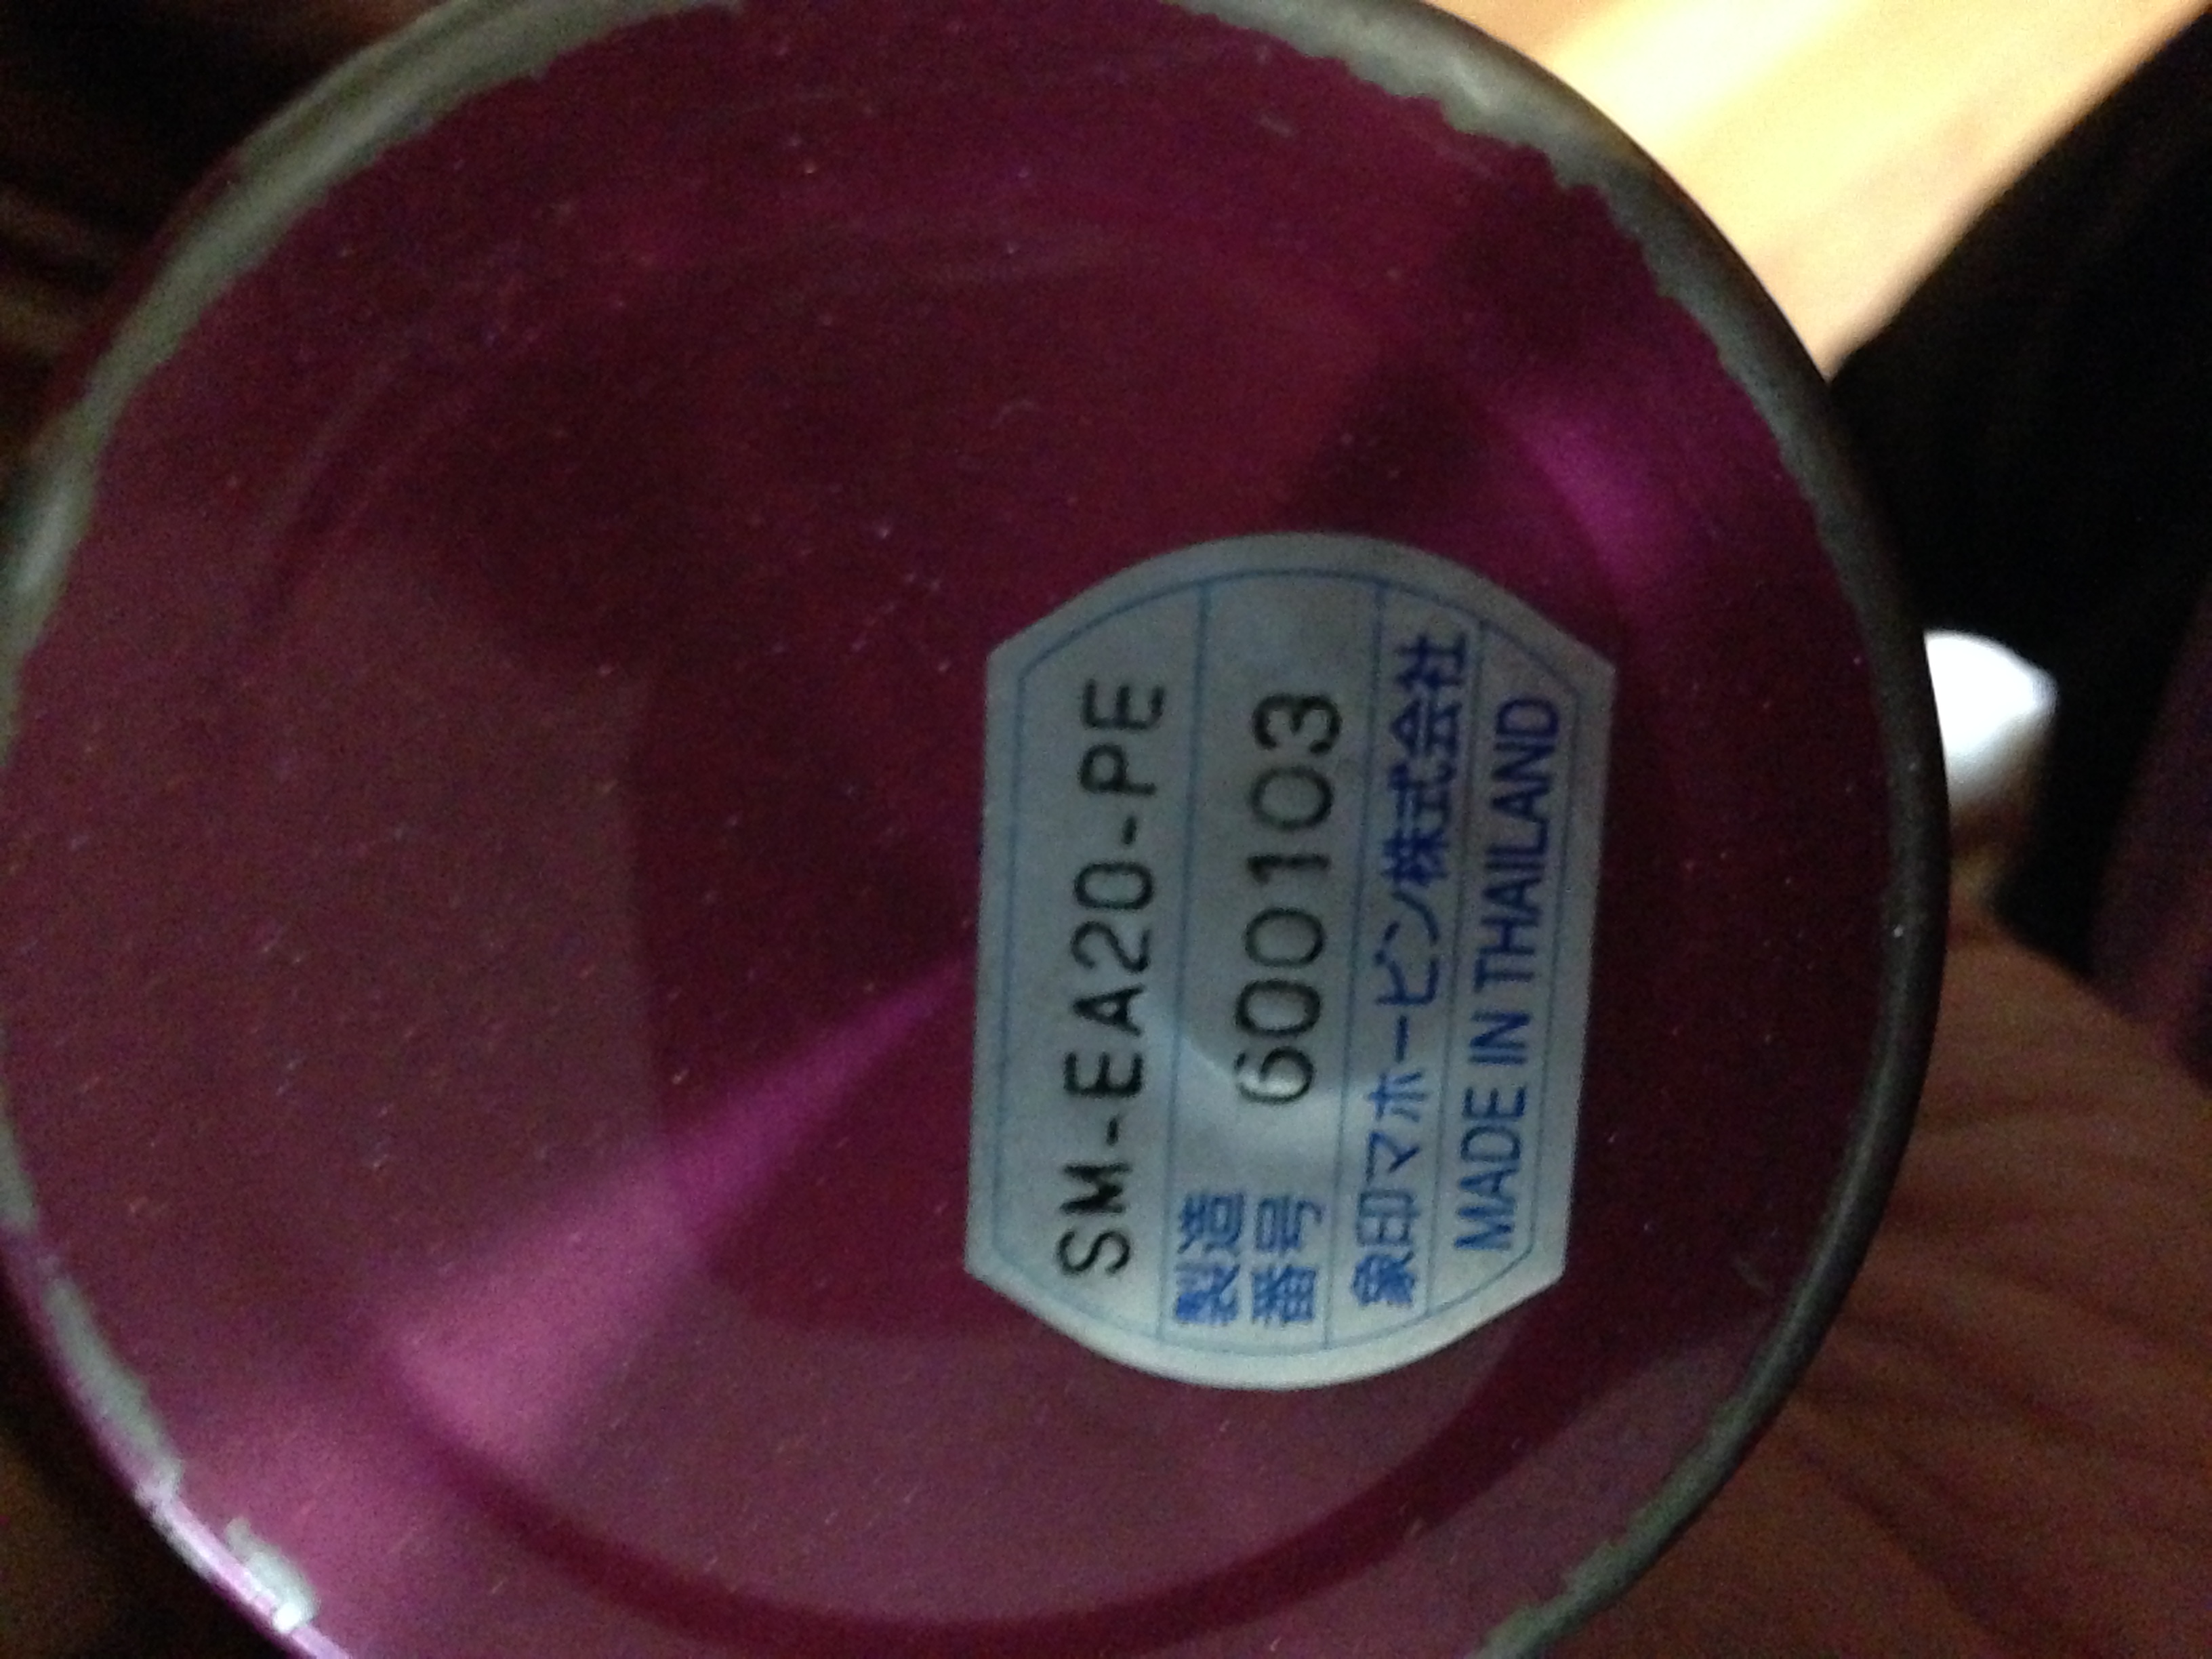 SM-EA20-PE
製造
番号
600103
象印マホービン株式会社
MADE IN THAILAND